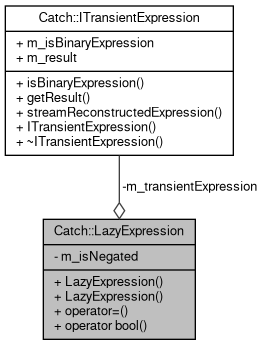 Catch::ITransientExpression
+ m_isBinaryExpression
+ m_result
+ isBinaryExpression()
+ getResult()
+ streamReconstructedExpression()
+ ITransientExpression()
+ ~ITransientExpression()
-m_transientExpression
Catch::LazyExpression
- m_isNegated
+ LazyExpression()
+ LazyExpression()
+ operator=()
+ operator bool()